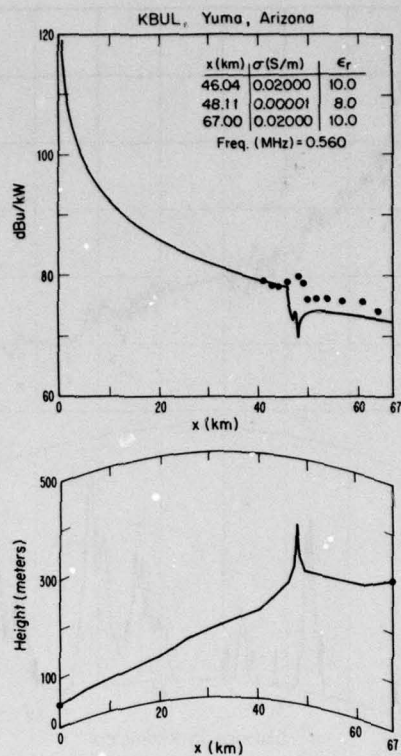 KBUL, Yuma, Arizona
120
100
80
60
dBu/kW
x (km) σ(S/m) ϵr
46.04 0.02000 10.0
48.11 0.00001 8.0
67.00 0.02000 10.0
Freq. (MHz) = 0.560
0 20 40 60 67
x (km)
500
300
100
0
Height (meters)
0 20 40 60 67
x (km)